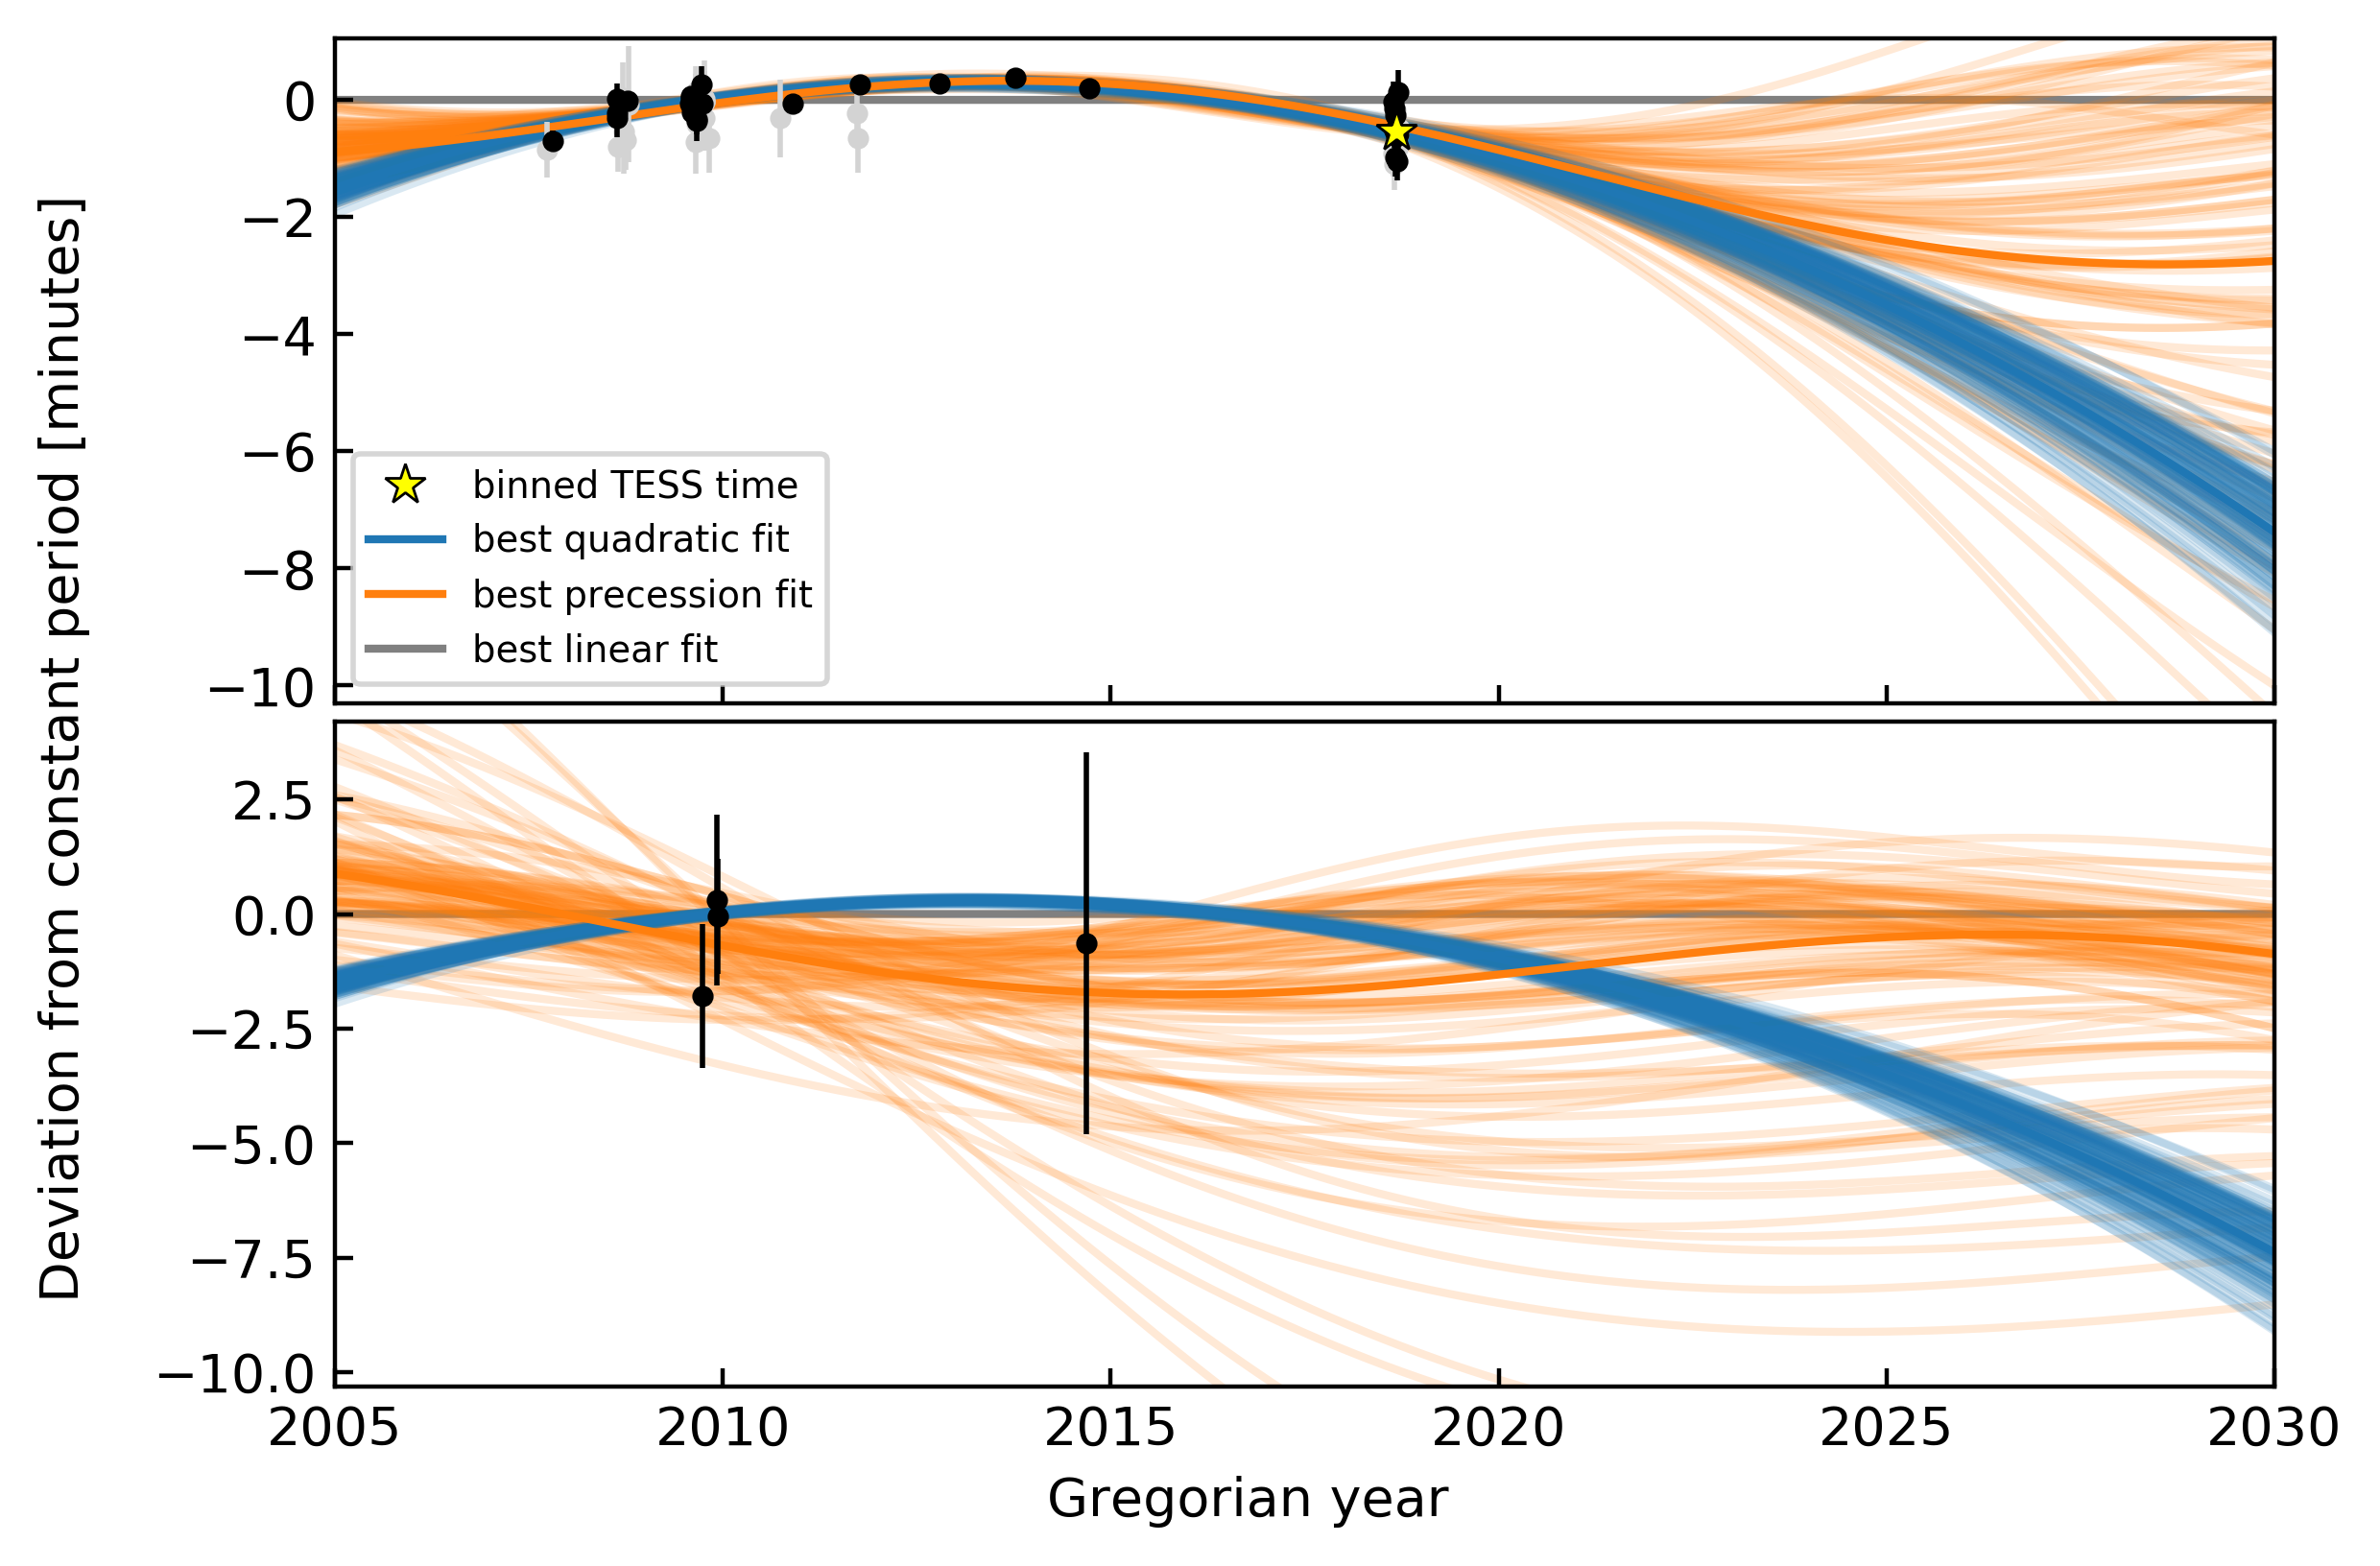 Deviation from constant period [minutes]
0
−2
−4
−6
−8
−10
binned TESS time
best quadratic fit
best precession fit
best linear fit
2.5
0.0
−2.5
−5.0
−7.5
−10.0
2005 2010 2015 2020 2025 2030
Gregorian year